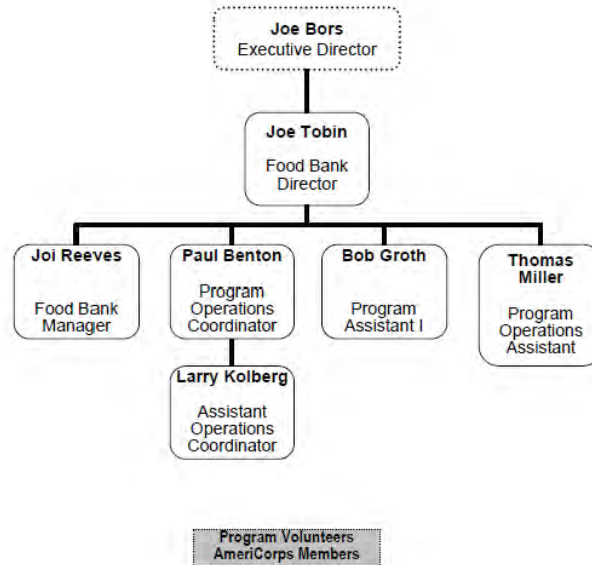 Joe Bors
Executive Director
Joe Tobin
Food Bank
Director
Joi Reeves
Food Bank
Manager
Paul Benton
Program
Operations
Coordinator
Bob Groth
Program
Assistant I
Thomas
Miller
Program
Operations
Assistant
Larry Kolberg
Assistant
Operations
Coordinator
Program Volunteers
AmeriCorps Members